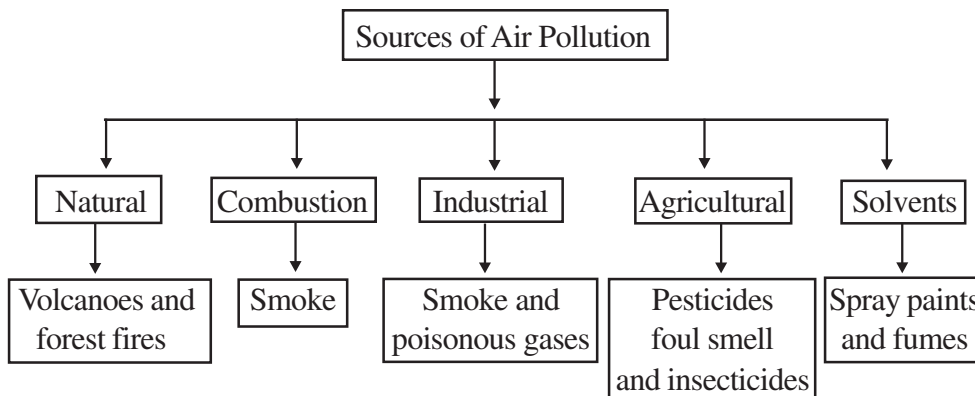 Sources of Air Pollution
Natural
Combustion
Industrial
Agricultural
Solvents
Volcanoes and
forest fires
Smoke
Smoke and
poisonous gases
Pesticides
foul smell
and insecticides
Spray paints
and fumes